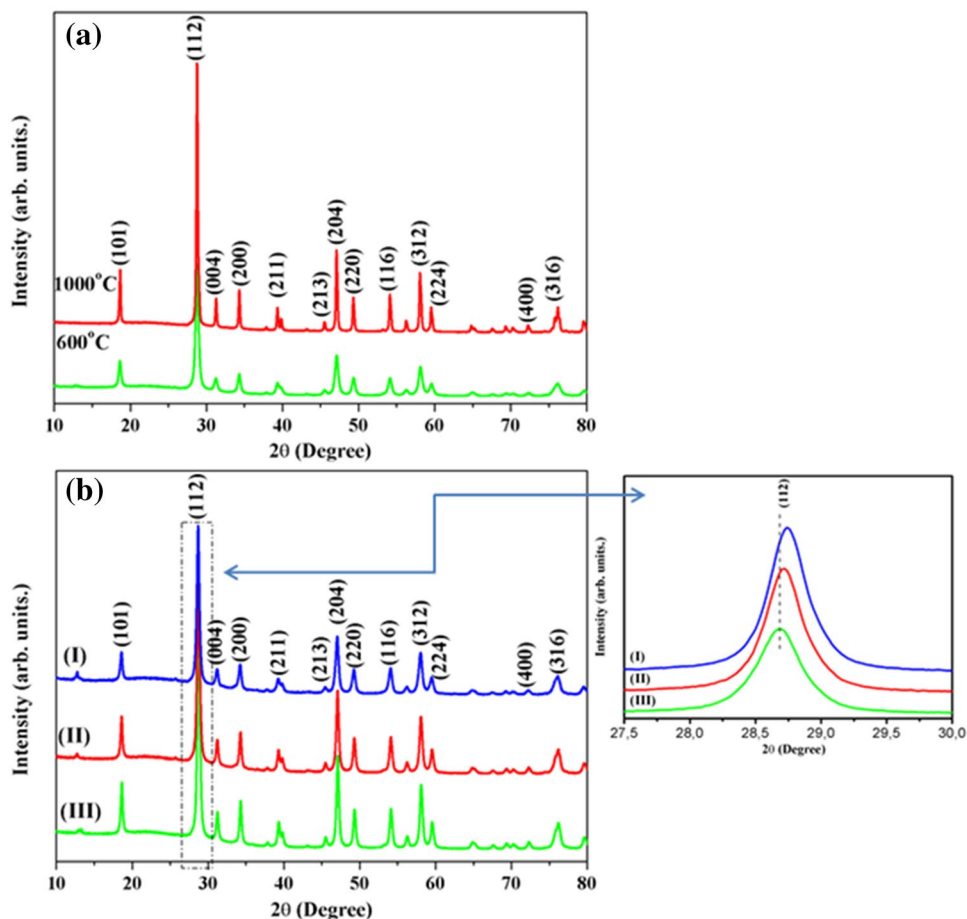 (a)
Intensity (arb. units.)
(112)
(101)
(004)
(200)
(211)
(213)
(204)
(220)
(116)
(312)
(224)
(400)
(316)
1000°C
600°C
10 20 30 40 50 60 70 80
2θ (Degree)
(b)
Intensity (arb. units.)
(112)
(101)
(004)
(200)
(211)
(213)
(204)
(220)
(116)
(312)
(224)
(400)
(316)
(I)
(II)
(III)
10 20 30 40 50 60 70 80
2θ (Degree)
Intensity (arb. units.)
(112)
(I)
(II)
(III)
27,5 28,0 28,5 29,0 29,5 30,0
2θ (Degree)